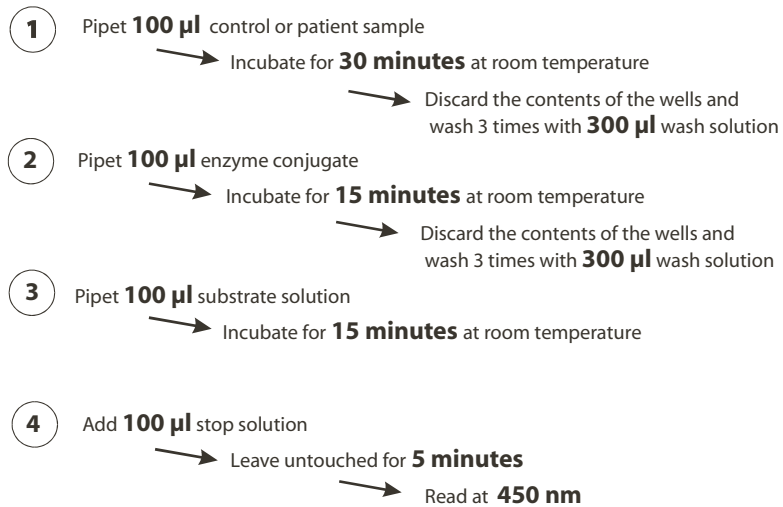 1 Pipet 100 µl control or patient sample
Incubate for 30 minutes at room temperature
Discard the contents of the wells and
wash 3 times with 300 µl wash solution
2 Pipet 100 µl enzyme conjugate
Incubate for 15 minutes at room temperature
Discard the contents of the wells and
wash 3 times with 300 µl wash solution
3 Pipet 100 µl substrate solution
Incubate for 15 minutes at room temperature
4 Add 100 µl stop solution
Leave untouched for 5 minutes
Read at 450 nm